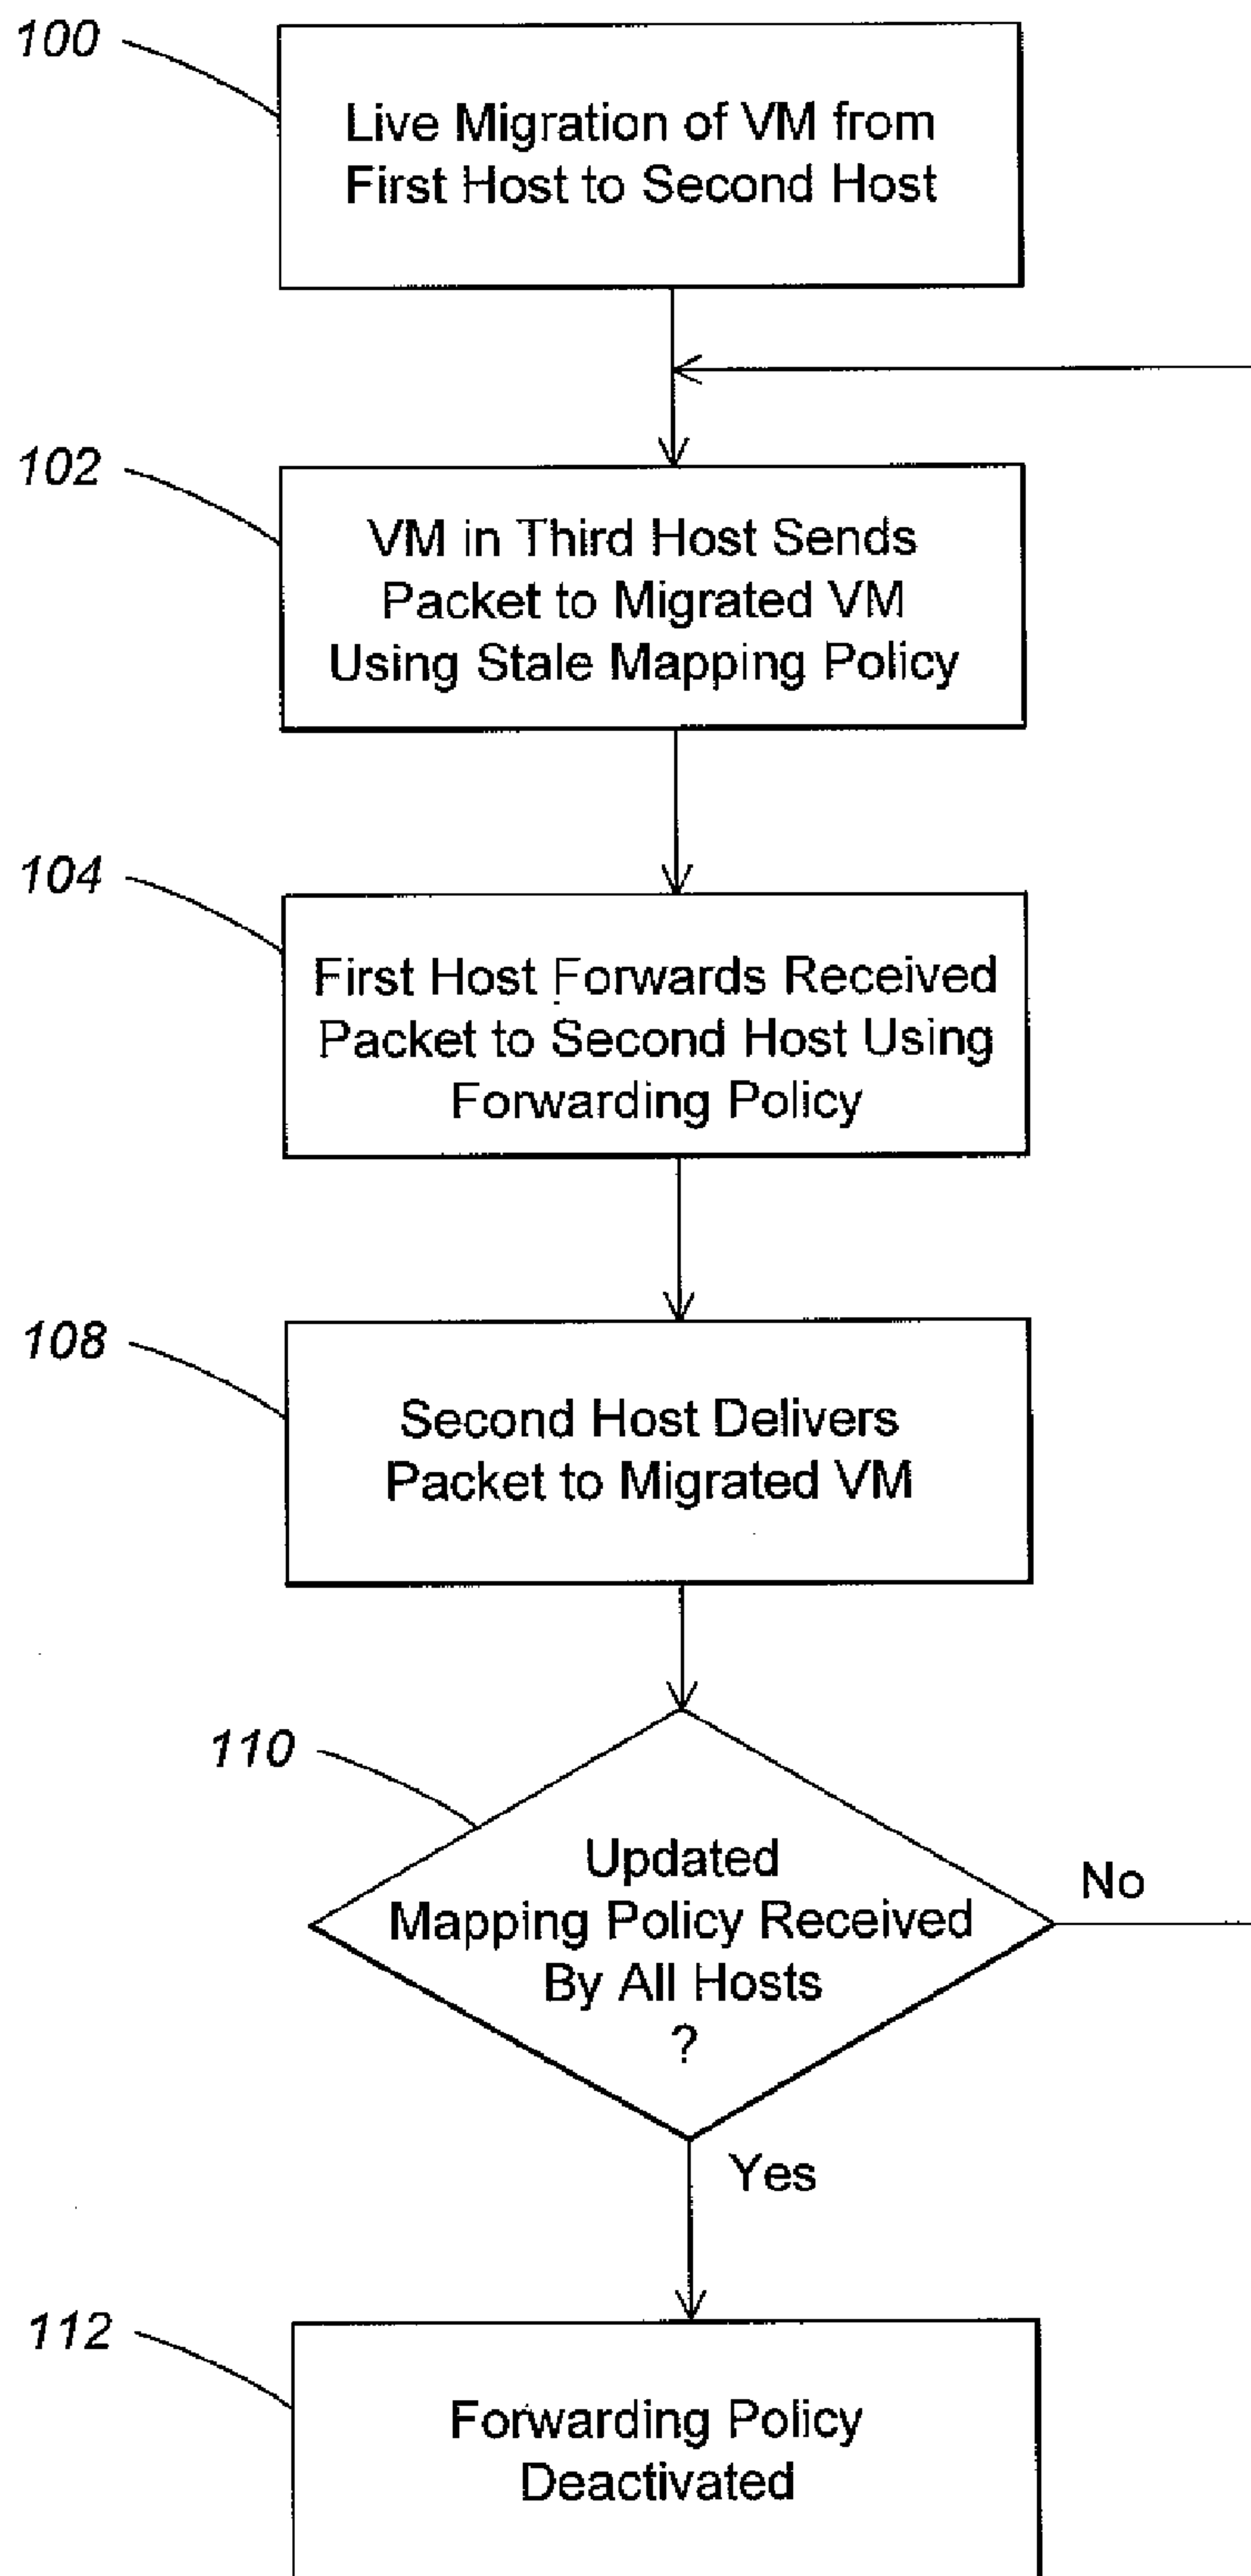 100
Live Migration of VM from
First Host to Second Host
102
VM in Third Host Sends
Packet to Migrated VM
Using Stale Mapping Policy
104
First Host Forwards Received
Packet to Second Host Using
Forwarding Policy
108
Second Host Delivers
Packet to Migrated VM
110
Updated
Mapping Policy Received
By All Hosts
?
No
Yes
112
Forwarding Policy
Deactivated